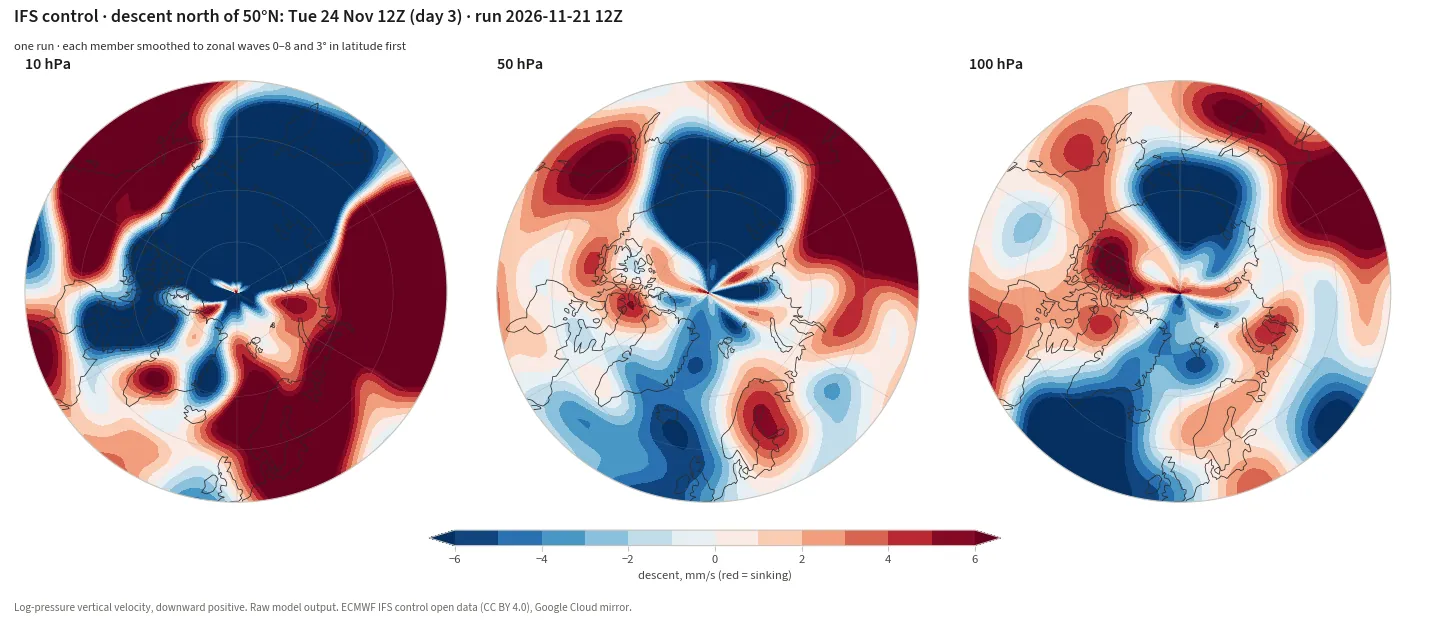 IFS control · descent north of 50°N: Tue 24 Nov 12Z (day 3) · run 2026-11-21 12Z
one run · each member smoothed to zonal waves 0–8 and 3° in latitude first
10 hPa
50 hPa
100 hPa
−6 −4 −2 0 2 4 6
descent, mm/s (red = sinking)
Log-pressure vertical velocity, downward positive. Raw model output. ECMWF IFS control open data (CC BY 4.0), Google Cloud mirror.